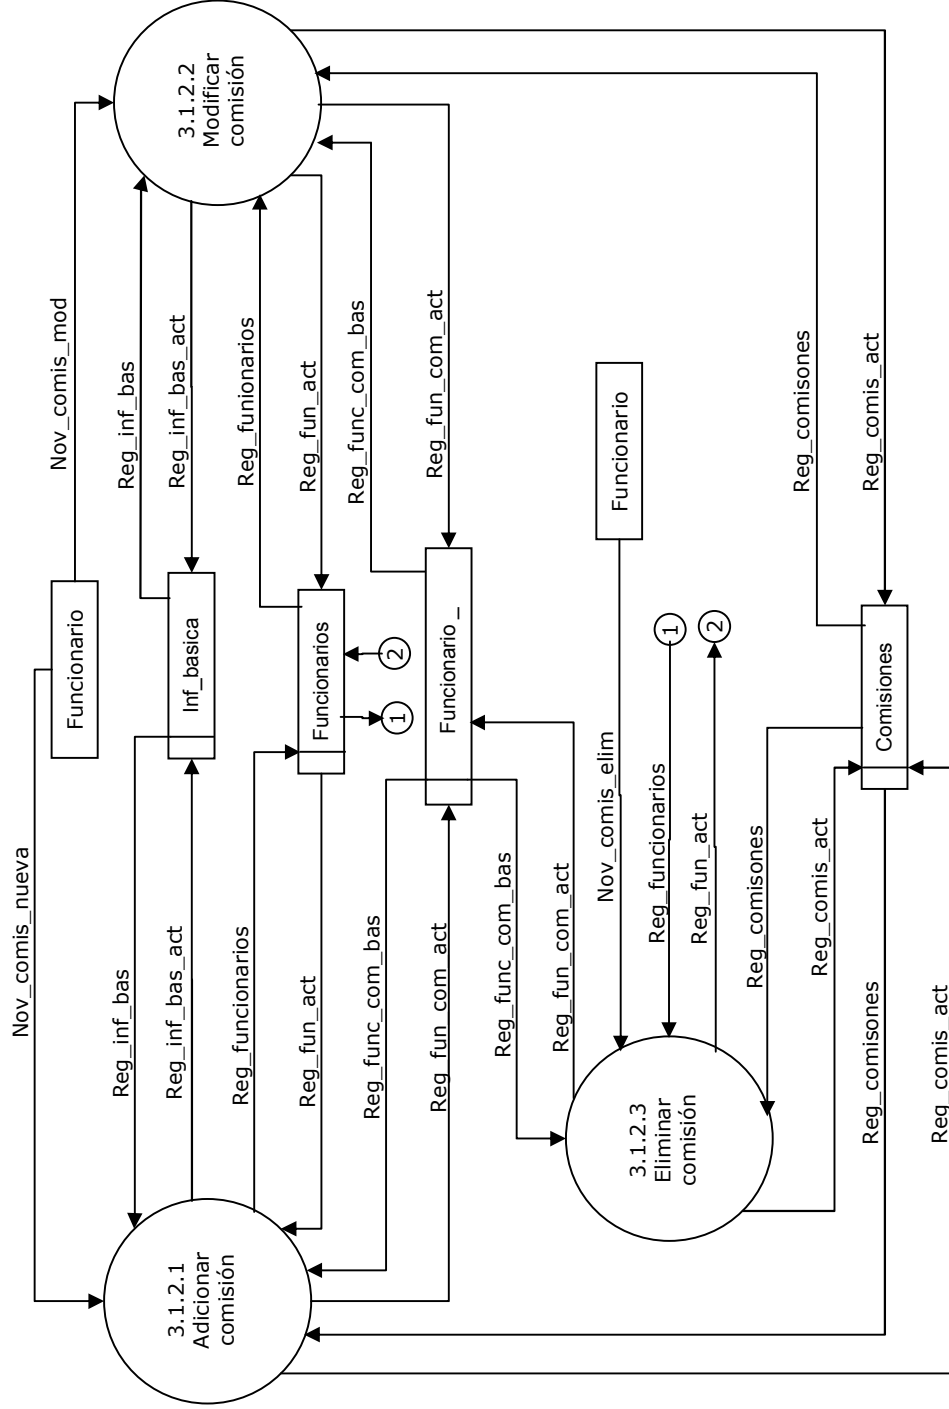 Nov_comis_nueva
Nov_comis_mod
Funcionario
Reg_inf_bas
Reg_inf_bas
Inf_basica
Reg_inf_bas_act
Reg_inf_bas_act
3.1.2.1
Adicionar
comisión
3.1.2.2
Modificar
comisión
Reg_funcionarios
Reg_funionarios
Funcionarios
Reg_fun_act
Reg_fun_act
1
2
Reg_func_com_bas
Reg_func_com_bas
Funcionario _
Reg_fun_com_act
Reg_fun_com_act
Reg_func_com_bas
Reg_fun_com_act
Nov_comis_elim
Funcionario
3.1.2.3
Eliminar
comisión
Reg_funcionarios
1
Reg_fun_act
2
Reg_comisones
Reg_comisones
Reg_comis_act
Comisiones
Reg_comisones
Reg_comis_act
Reg_comis_act